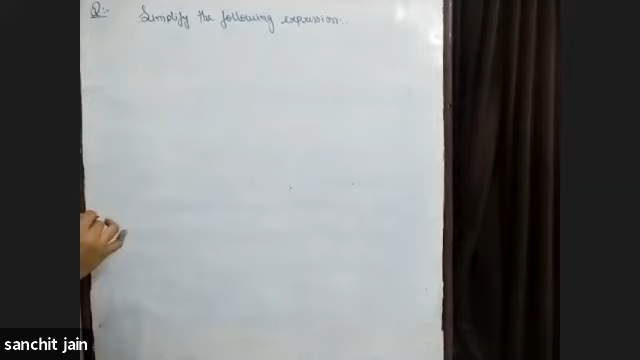 Q:- Simplify the following expression:-
sanchit jain